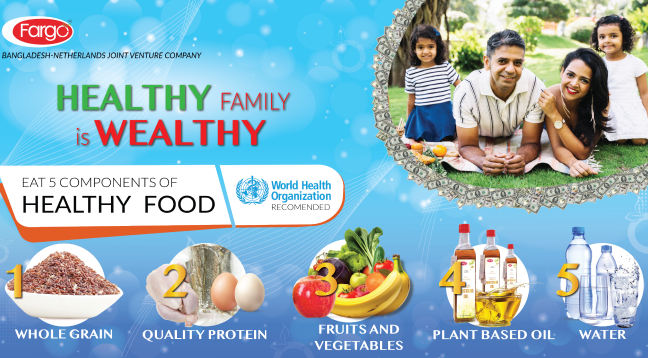 Fargo
BANGLADESH-NETHERLANDS JOINT VENTURE COMPANY
HEALTHY FAMILY
is WEALTHY
EAT 5 COMPONENTS OF
HEALTHY FOOD
World Health
Organization
RECOMENDED
1
WHOLE GRAIN
2
QUALITY PROTEIN
3
FRUITS AND
VEGETABLES
4
PLANT BASED OIL
5
WATER